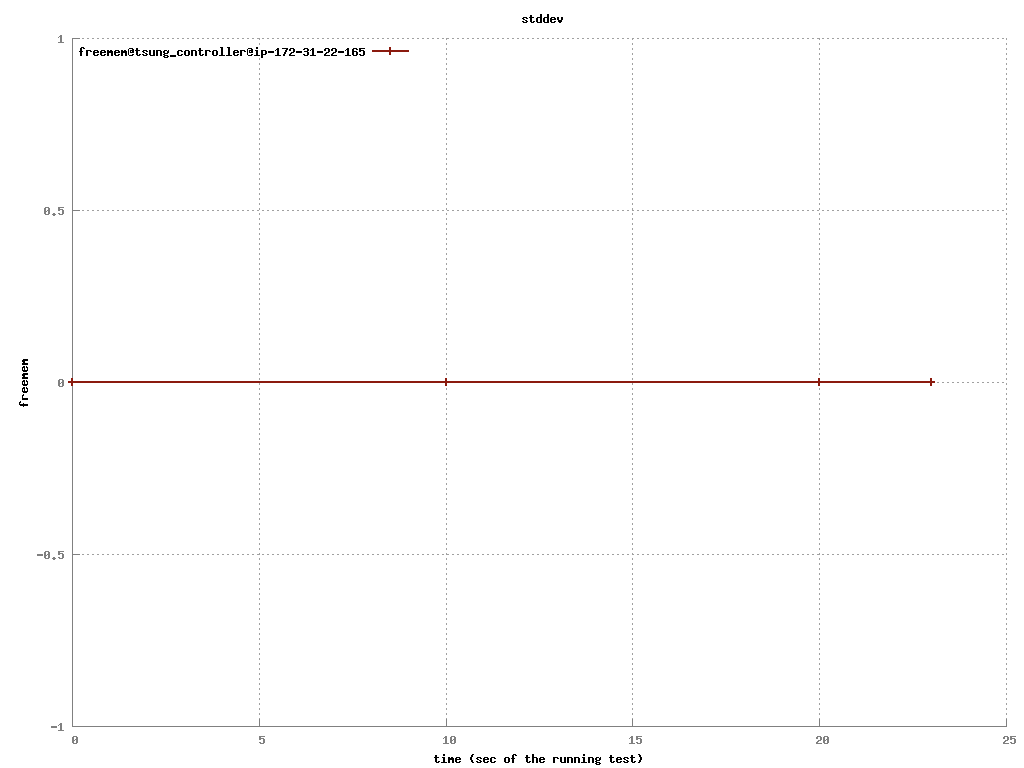 stddev
1
freemem@tsung_controller@ip-172-31-22-165
0.5
freemem
0
-0.5
-1
0 5 10 15 20 25
time (sec of the running test)